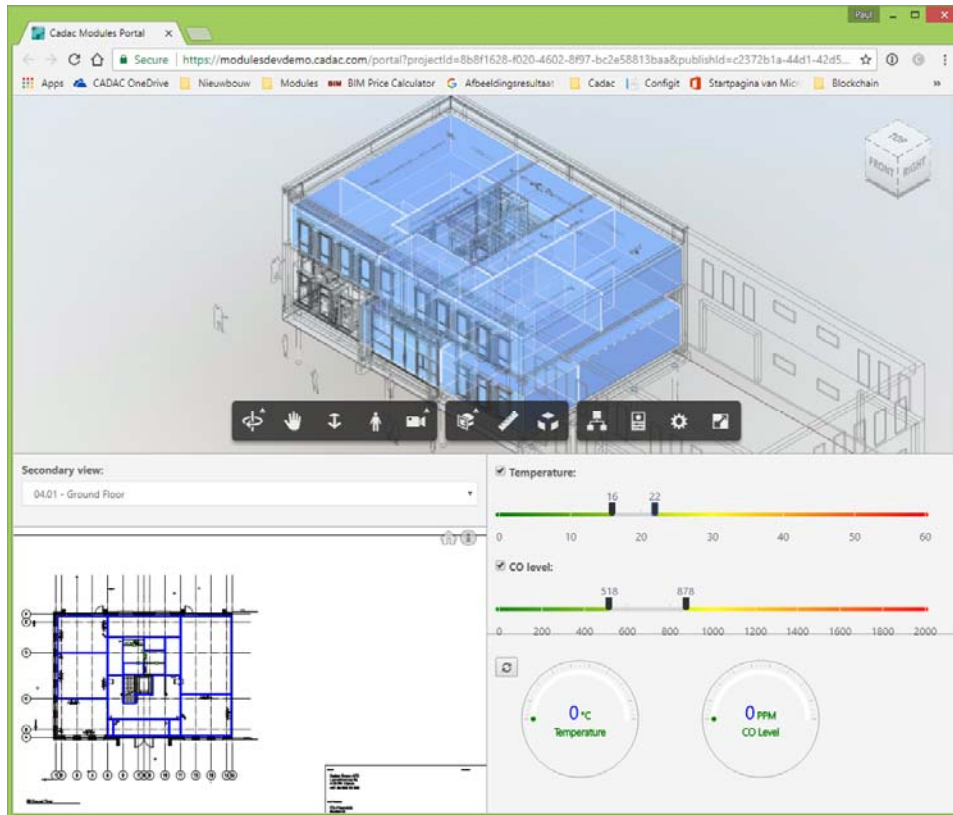 Paul
Cadac Modules Portal
Secure https://modulesdevdemo.cadac.com/portal?projectId=8b8f1628-f020-4602-8f97-bc2e58813baa&publishId=c2372b1a-44d1-42d5...
Apps CADAC OneDrive Nieuwbouw Modules BIM Price Calculator Afbeeldingsresultaat Cadac Configit Startpagina van Micr Blockchain »
TOP
FRONT RIGHT
Secondary view:
04.01 - Ground Floor
Temperature:
16 22
0 10 20 30 40 50 60
CO level:
518 878
0 200 400 600 800 1000 1200 1400 1600 1800 2000
0 °C
Temperature
0 PPM
CO Level